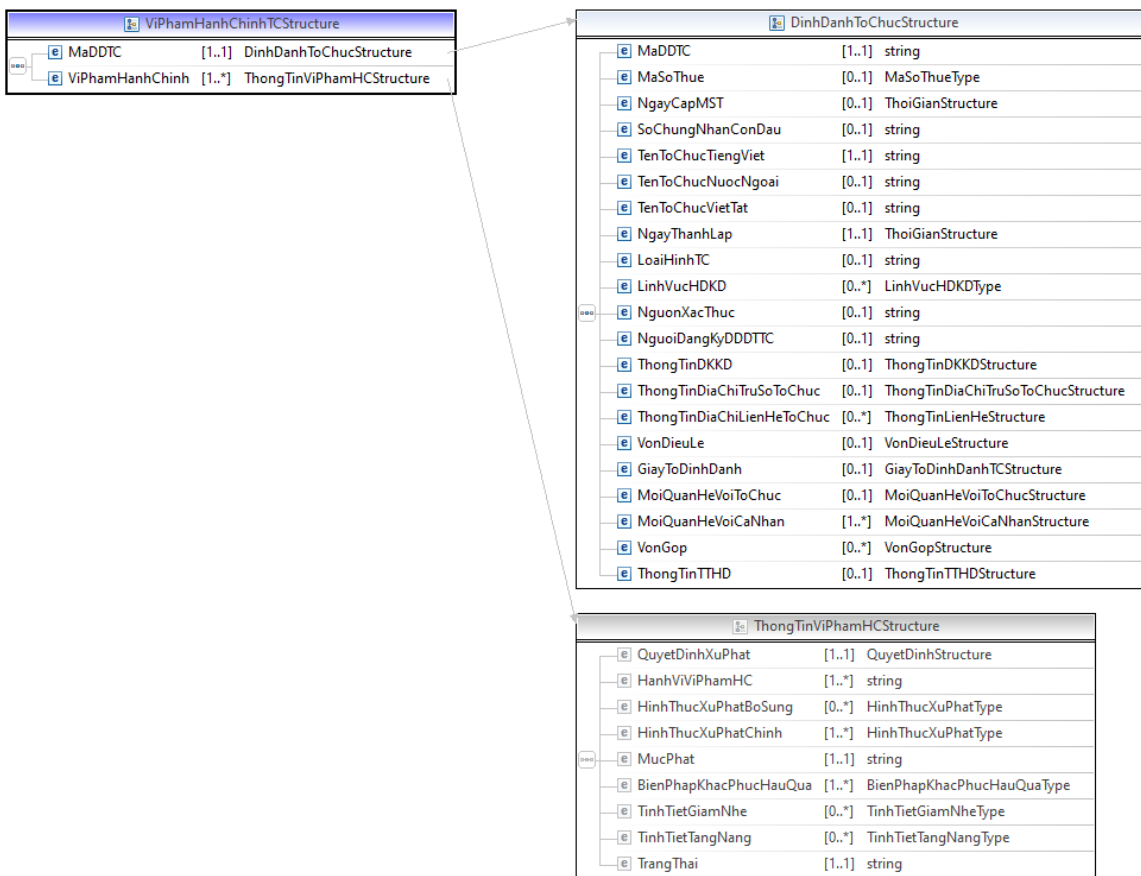 ViPhamHanhChinhTCStructure
e MaDDTC [1..1] DinhDanhToChucStructure
e ViPhamHanhChinh [1..*] ThongTinViPhamHCStructure
DinhDanhToChucStructure
e MaDDTC [1..1] string
e MaSoThue [0..1] MaSoThueType
e NgayCapMST [0..1] ThoiGianStructure
e SoChungNhanConDau [0..1] string
e TenToChucTiengViet [1..1] string
e TenToChucNuocNgoai [0..1] string
e TenToChucVietTat [0..1] string
e NgayThanhLap [1..1] ThoiGianStructure
e LoaiHinhTC [0..1] string
e LinhVucHDKD [0..*] LinhVucHDKDType
e NguonXacThuc [0..1] string
e NguoiDangKyDDDTTC [0..1] string
e ThongTinDKKD [0..1] ThongTinDKKDStructure
e ThongTinDiaChiTruSoToChuc [0..1] ThongTinDiaChiTruSoToChucStructure
e ThongTinDiaChiLienHeToChuc [0..*] ThongTinLienHeStructure
e VonDieuLe [0..1] VonDieuLeStructure
e GiayToDinhDanh [0..1] GiayToDinhDanhTCStructure
e MoiQuanHeVoiToChuc [0..1] MoiQuanHeVoiToChucStructure
e MoiQuanHeVoiCaNhan [1..*] MoiQuanHeVoiCaNhanStructure
e VonGop [0..*] VonGopStructure
e ThongTinTTHD [0..1] ThongTinTTHDStructure
ThongTinViPhamHCStructure
e QuyetDinhXuPhat [1..1] QuyetDinhStructure
e HanhViViPhamHC [1..*] string
e HinhThucXuPhatBoSung [0..*] HinhThucXuPhatType
e HinhThucXuPhatChinh [1..*] HinhThucXuPhatType
e MucPhat [1..1] string
e BienPhapKhacPhucHauQua [1..*] BienPhapKhacPhucHauQuaType
e TinhTietGiamNhe [0..*] TinhTietGiamNheType
e TinhTietTangNang [0..*] TinhTietTangNangType
e TrangThai [1..1] string